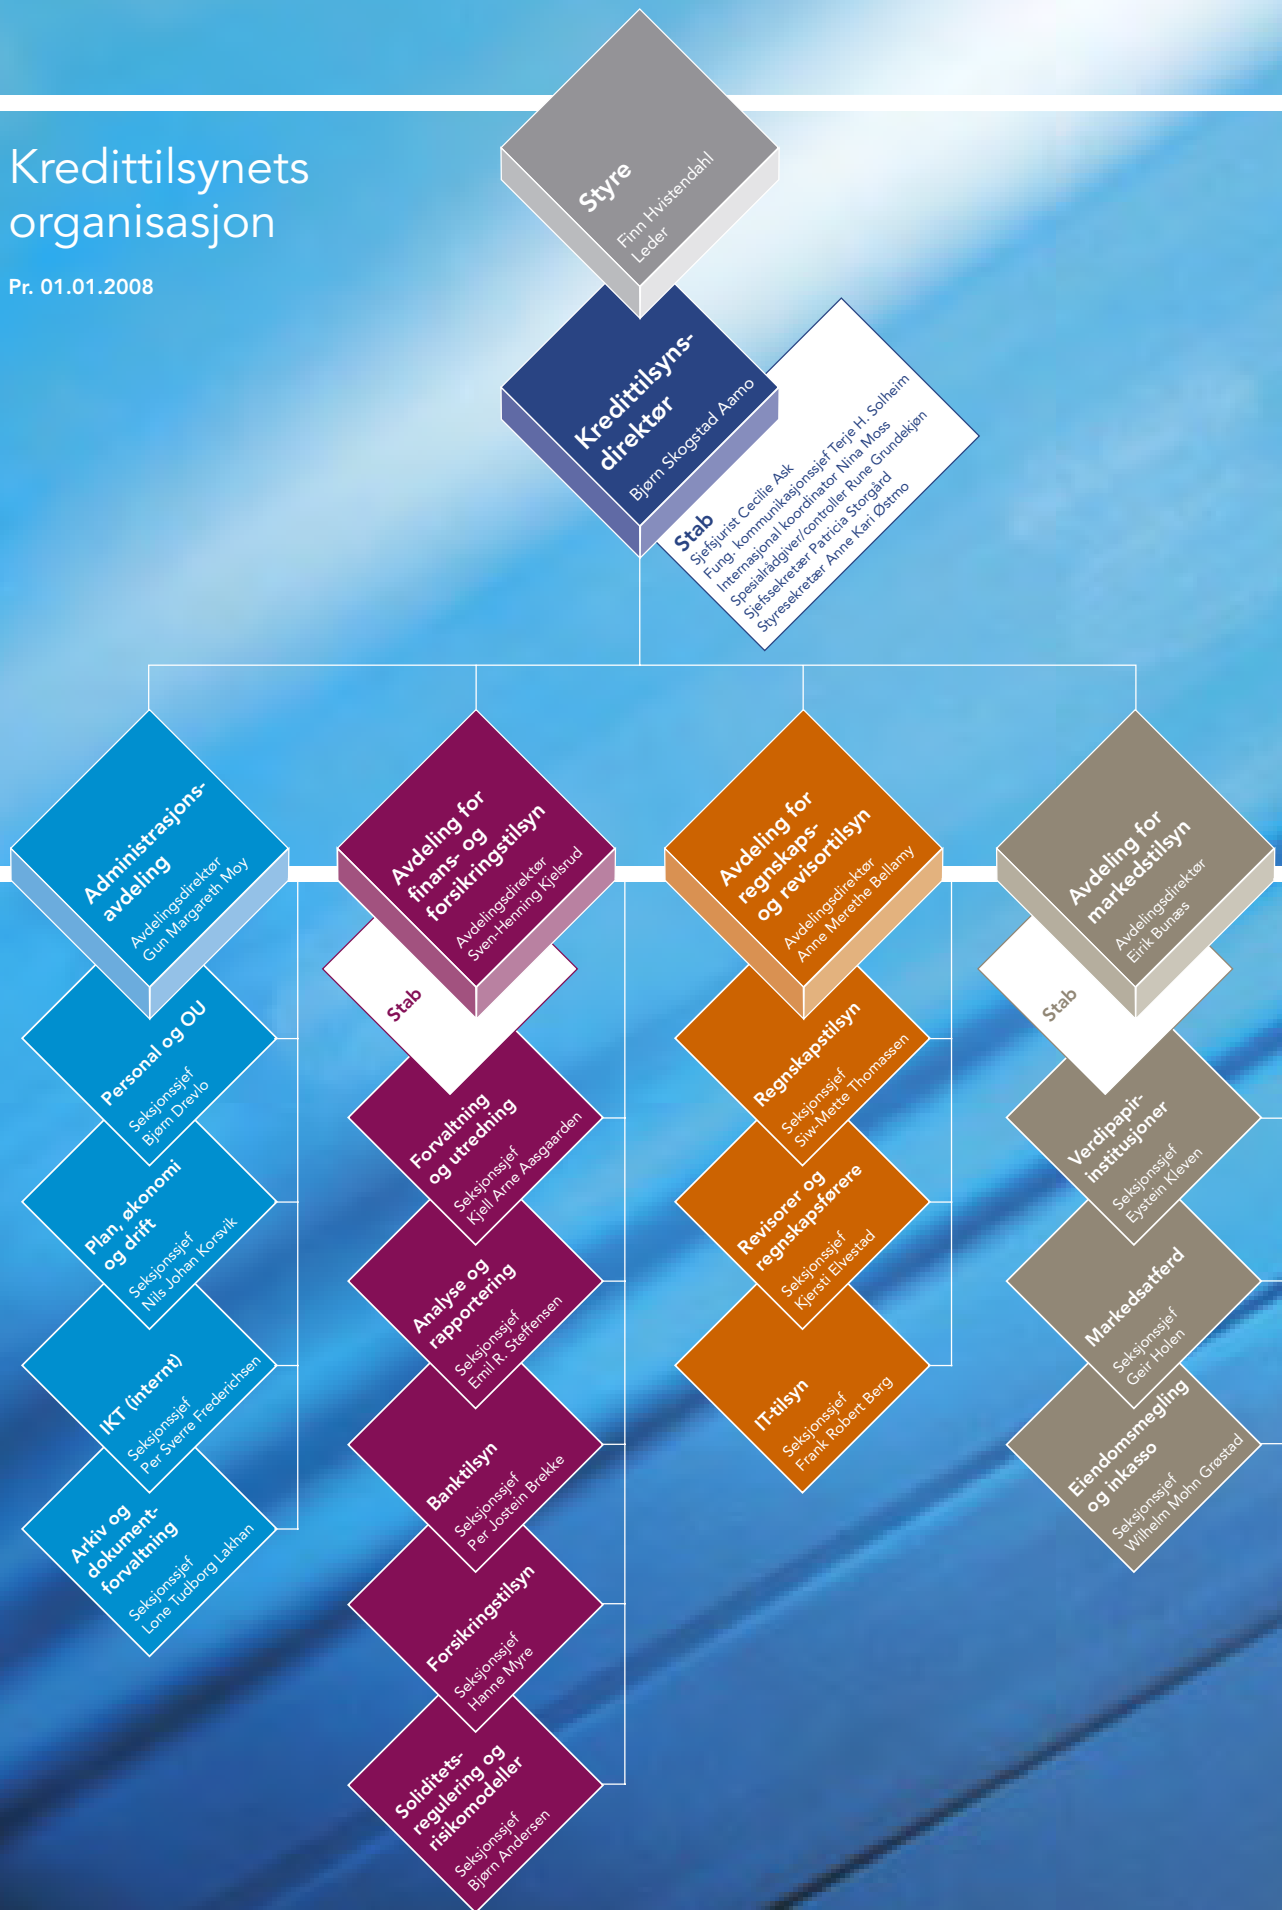 Kredittilsynets
organisasjon
Pr. 01.01.2008
Styre
Finn Hvistendahl
Leder
Kredittilsyns-
direktør
Bjørn Skogstad Aamo
Stab
Sjefsjurist Cecilie Ask
Fung. kommunikasjonssjef Terje H. Solheim
Internasjonal koordinator Nina Moss
Spesialrådgiver/controller Rune Grundekjøn
Sjefssekretær Patricia Storgård
Styresekretær Anne Kari Østmo
Administrasjons-
avdeling
Avdelingsdirektør
Gun Margareth Moy
Personal og OU
Seksjonssjef
Bjørn Drevlo
Plan, økonomi
og drift
Seksjonssjef
Nils Johan Korsvik
IKT (internt)
Seksjonssjef
Per Sverre Frederichsen
Arkiv og
dokument-
forvaltning
Seksjonssjef
Lone Tudborg Lakhan
Avdeling for
finans- og
forsikringstilsyn
Avdelingsdirektør
Sven-Henning Kjelsrud
Stab
Forvaltning
og utredning
Seksjonssjef
Kjell Arne Aasgaarden
Analyse og
rapportering
Seksjonssjef
Emil R. Steffensen
Banktilsyn
Seksjonssjef
Per Jostein Brekke
Forsikringstilsyn
Seksjonssjef
Hanne Myre
Soliditets-
regulering og
risikomodeller
Seksjonssjef
Bjørn Andersen
Avdeling for
regnskaps-
og revisortilsyn
Avdelingsdirektør
Anne Merethe Bellamy
Regnskapstilsyn
Seksjonssjef
Siw-Mette Thomassen
Revisorer og
regnskapsførere
Seksjonssjef
Kjersti Elvestad
IT-tilsyn
Seksjonssjef
Frank Robert Berg
Avdeling for
markedstilsyn
Avdelingsdirektør
Eirik Bunæs
Stab
Verdipapir-
institusjoner
Seksjonssjef
Eystein Kleven
Markedsatferd
Seksjonssjef
Geir Holen
Eiendomsmegling
og inkasso
Seksjonssjef
Wilhelm Mohn Grøstad